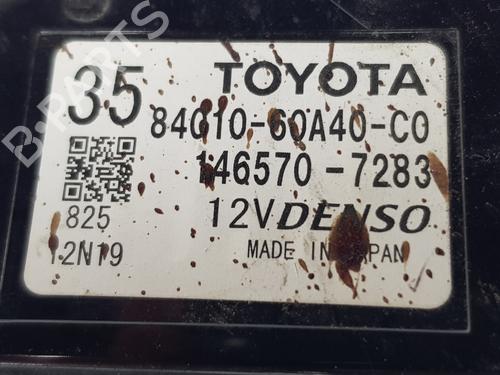 B-PARTS
35
TOYOTA
84010-60A40-C0
146570-7283
825
12V DENSO
12N19
MADE IN JAPAN